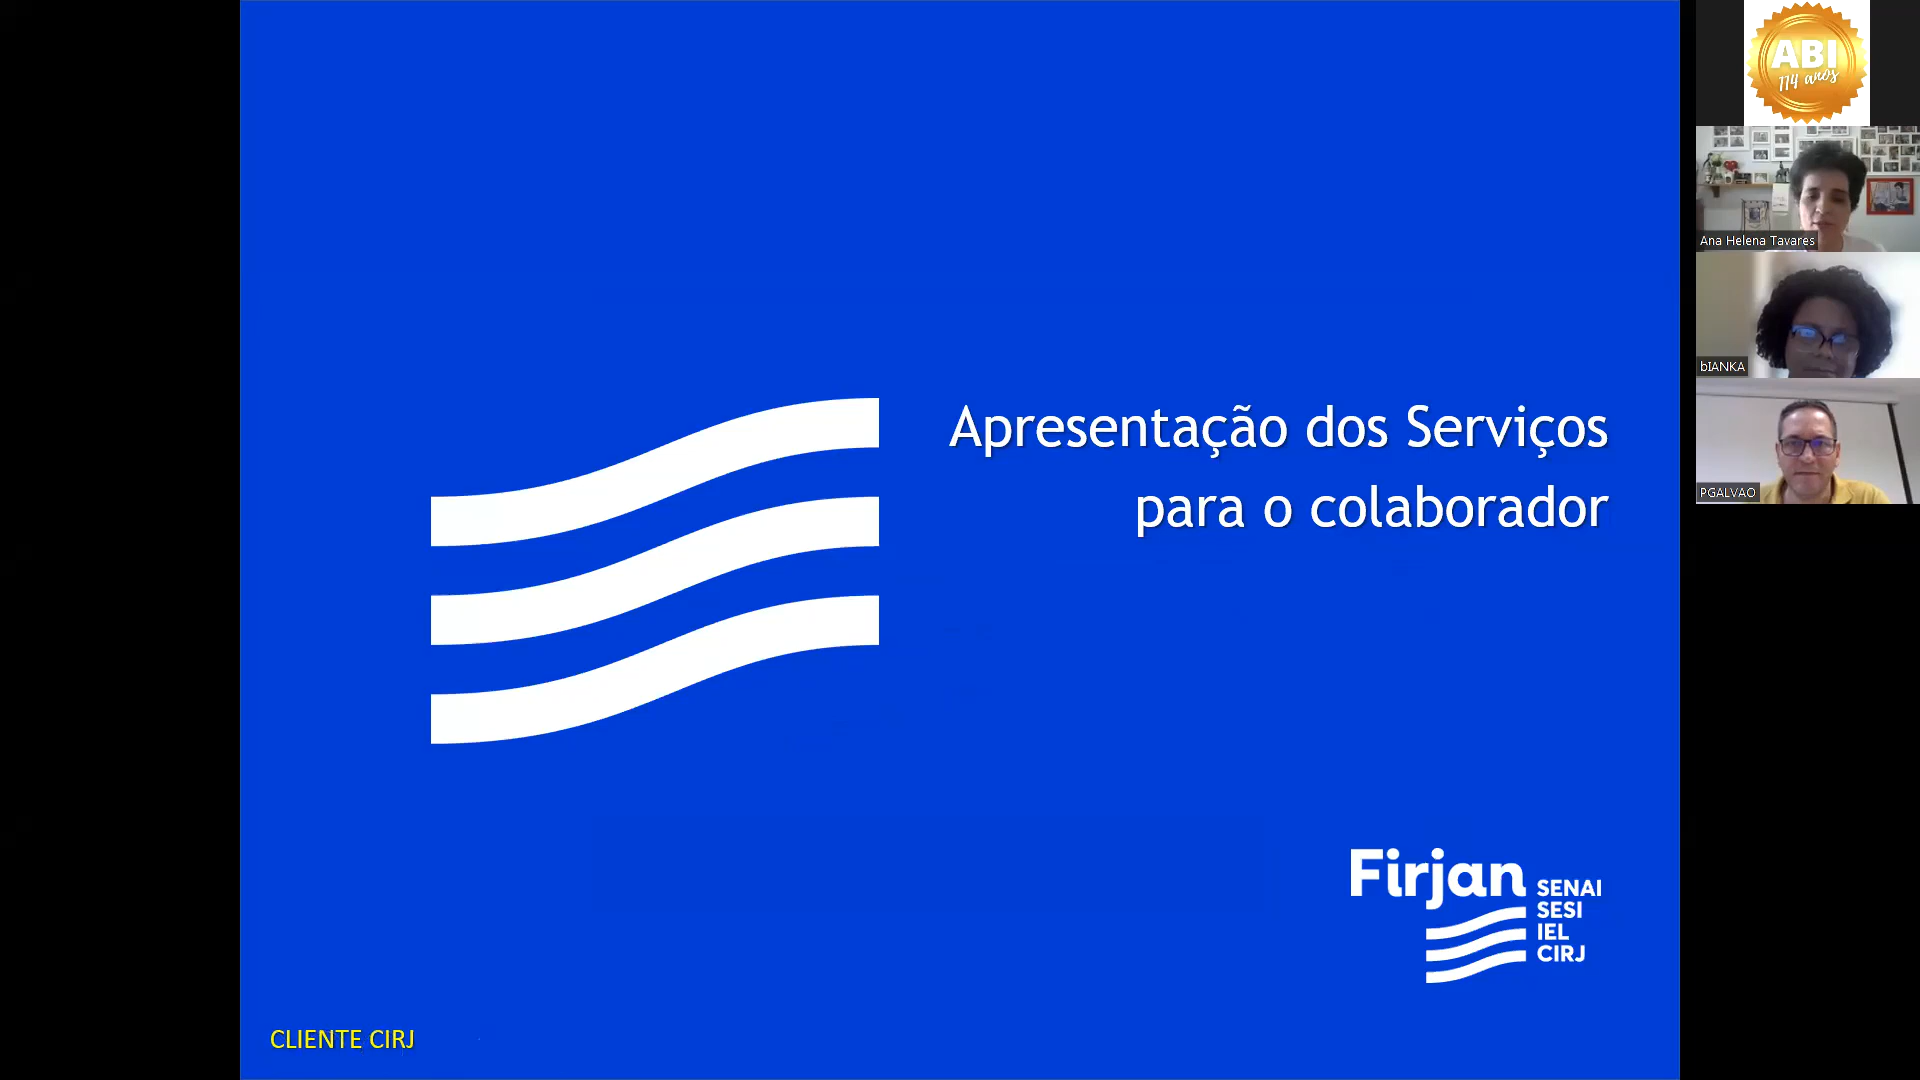 Apresentação dos Serviços
para o colaborador
Firjan
SENAI
SESI
IEL
CIRJ
CLIENTE CIRJ
ABI
114 anos
Ana Helena Tavares
bIANKA
PGALVAO